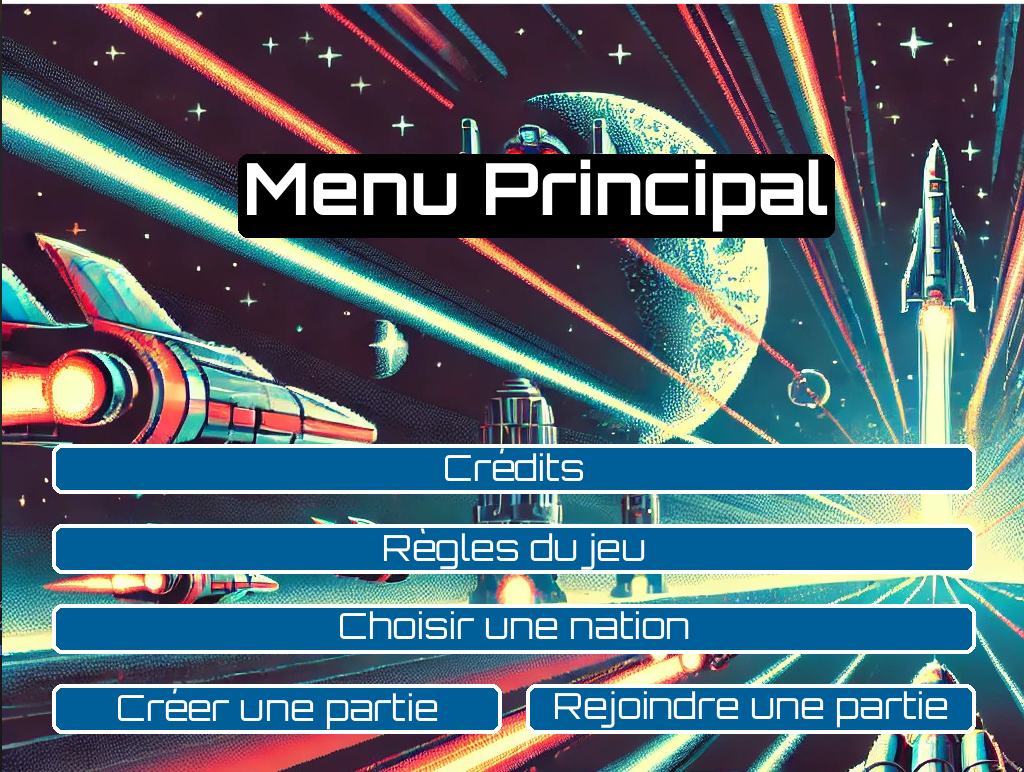 Menu Principal
Crédits
Règles du jeu
Choisir une nation
Créer une partie
Rejoindre une partie